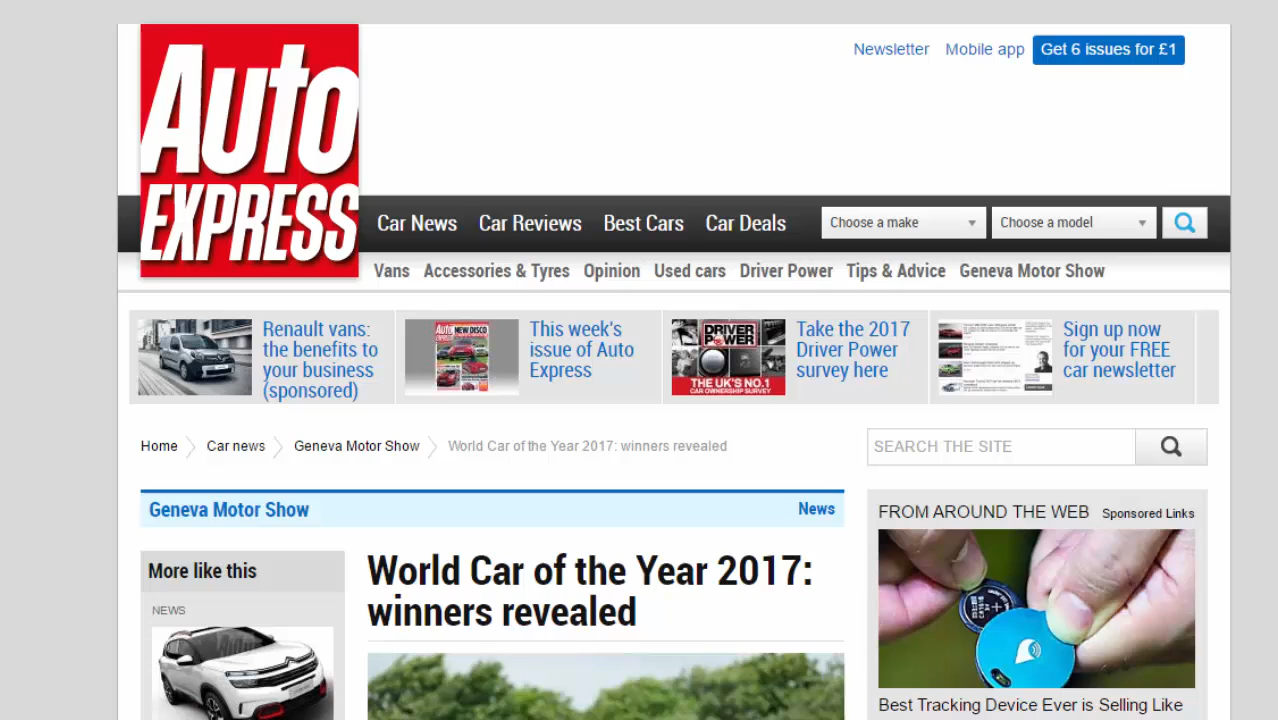 Newsletter Mobile app Get 6 issues for £1
Auto
EXPRESS
Car News Car Reviews Best Cars Car Deals Choose a make Choose a model
Vans Accessories & Tyres Opinion Used cars Driver Power Tips & Advice Geneva Motor Show
Renault vans:
the benefits to
your business
(sponsored)
Auto NEW DISCO
This week's
issue of Auto
Express
DRIVER
POWER
THE UK'S NO.1
CAR OWNERSHIP SURVEY
Take the 2017
Driver Power
survey here
Sign up now
for your FREE
car newsletter
Home Car news Geneva Motor Show World Car of the Year 2017: winners revealed
SEARCH THE SITE
Geneva Motor Show News
FROM AROUND THE WEB Sponsored Links
More like this
World Car of the Year 2017:
winners revealed
NEWS
Auto
Best Tracking Device Ever is Selling Like